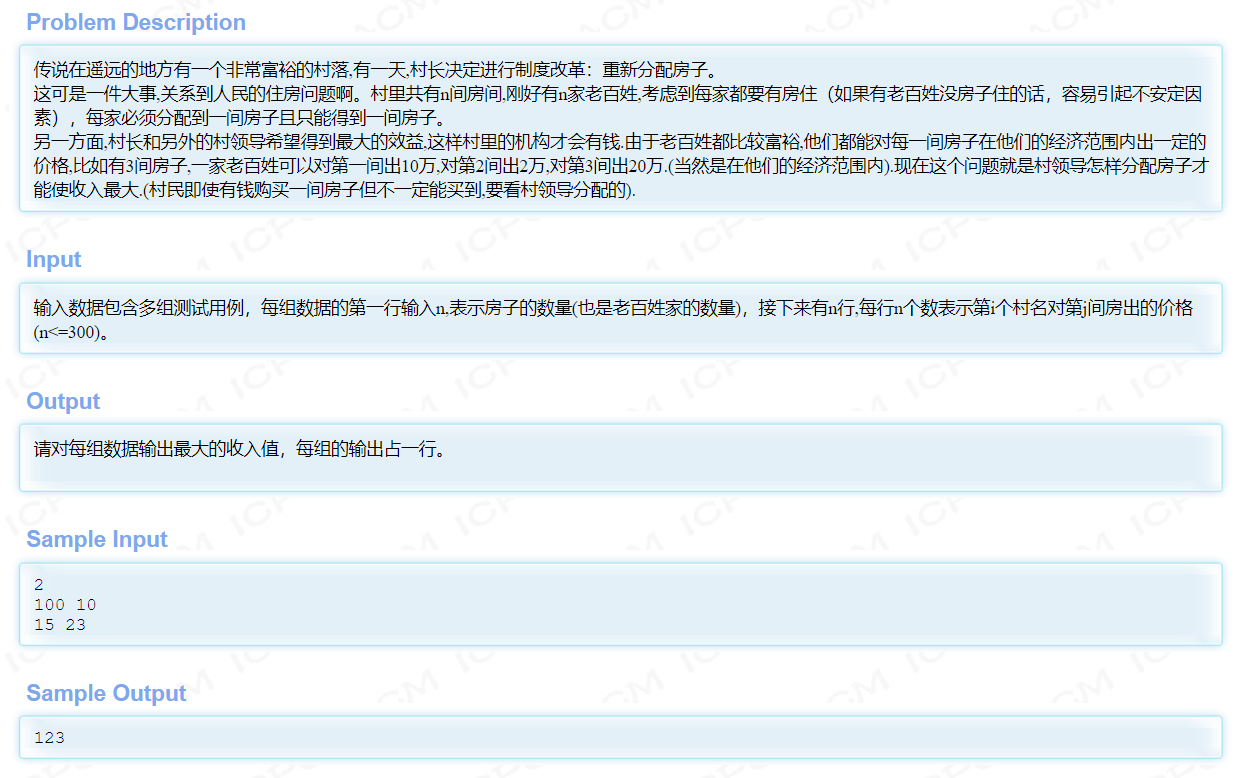 Problem Description
传说在遥远的地方有一个非常富裕的村落,有一天,村长决定进行制度改革：重新分配房子。
这可是一件大事,关系到人民的住房问题啊。村里共有n间房间,刚好有n家老百姓,考虑到每家都要有房住（如果有老百姓没房子住的话，容易引起不安定因
素），每家必须分配到一间房子且只能得到一间房子。
另一方面,村长和另外的村领导希望得到最大的效益,这样村里的机构才会有钱.由于老百姓都比较富裕,他们都能对每一间房子在他们的经济范围内出一定的
价格,比如有3间房子,一家老百姓可以对第一间出10万,对第2间出2万,对第3间出20万.(当然是在他们的经济范围内).现在这个问题就是村领导怎样分配房子才
能使收入最大.(村民即使有钱购买一间房子但不一定能买到,要看村领导分配的).
Input
输入数据包含多组测试用例，每组数据的第一行输入n,表示房子的数量(也是老百姓家的数量)，接下来有n行,每行n个数表示第i个村名对第j间房出的价格
(n<=300)。
Output
请对每组数据输出最大的收入值，每组的输出占一行。
Sample Input
2
100 10
15 23
Sample Output
123